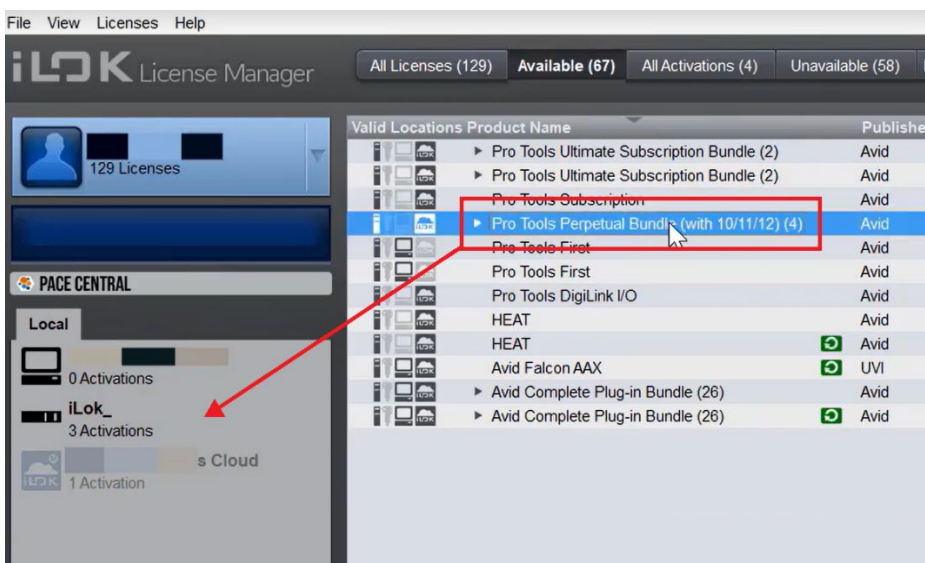 File View Licenses Help
iLOK License Manager
All Licenses (129) Available (67) All Activations (4) Unavailable (58)
129 Licenses
Valid Locations Product Name Publishe
Pro Tools Ultimate Subscription Bundle (2) Avid
Pro Tools Ultimate Subscription Bundle (2) Avid
Pro Tools Subscription Avid
Pro Tools Perpetual Bundle (with 10/11/12) (4) Avid
Pro Tools First Avid
Pro Tools First Avid
Pro Tools DigiLink I/O Avid
HEAT Avid
HEAT Avid
Avid Falcon AAX UVI
Avid Complete Plug-in Bundle (26) Avid
Avid Complete Plug-in Bundle (26) Avid
PACE CENTRAL
Local
0 Activations
iLok_
3 Activations
s Cloud
1 Activation